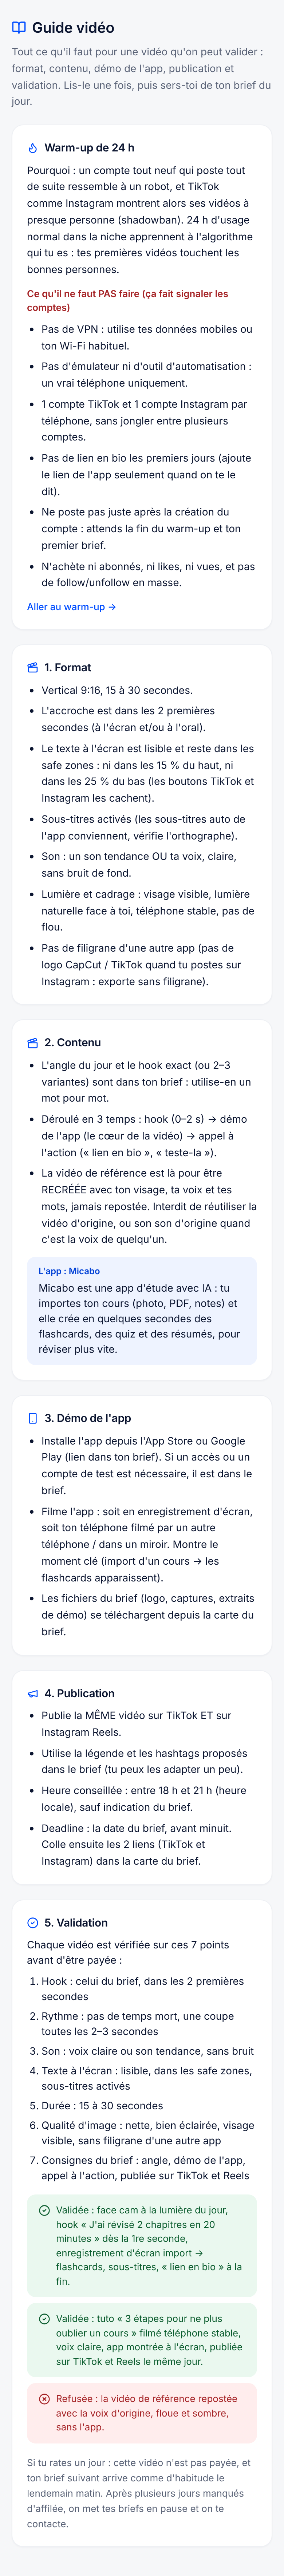 Guide vidéo
Tout ce qu'il faut pour une vidéo qu'on peut valider :
format, contenu, démo de l'app, publication et
validation. Lis-le une fois, puis sers-toi de ton brief du
jour.
Warm-up de 24 h
Pourquoi : un compte tout neuf qui poste tout
de suite ressemble à un robot, et TikTok
comme Instagram montrent alors ses vidéos à
presque personne (shadowban). 24 h d'usage
normal dans la niche apprennent à l'algorithme
qui tu es : tes premières vidéos touchent les
bonnes personnes.
Ce qu'il ne faut PAS faire (ça fait signaler les
comptes)
• Pas de VPN : utilise tes données mobiles ou
ton Wi-Fi habituel.
• Pas d'émulateur ni d'outil d'automatisation :
un vrai téléphone uniquement.
• 1 compte TikTok et 1 compte Instagram par
téléphone, sans jongler entre plusieurs
comptes.
• Pas de lien en bio les premiers jours (ajoute
le lien de l'app seulement quand on te le
dit).
• Ne poste pas juste après la création du
compte : attends la fin du warm-up et ton
premier brief.
• N'achète ni abonnés, ni likes, ni vues, et pas
de follow/unfollow en masse.
Aller au warm-up →
1. Format
• Vertical 9:16, 15 à 30 secondes.
• L'accroche est dans les 2 premières
secondes (à l'écran et/ou à l'oral).
• Le texte à l'écran est lisible et reste dans les
safe zones : ni dans les 15 % du haut, ni
dans les 25 % du bas (les boutons TikTok et
Instagram les cachent).
• Sous-titres activés (les sous-titres auto de
l'app conviennent, vérifie l'orthographe).
• Son : un son tendance OU ta voix, claire,
sans bruit de fond.
• Lumière et cadrage : visage visible, lumière
naturelle face à toi, téléphone stable, pas de
flou.
• Pas de filigrane d'une autre app (pas de
logo CapCut / TikTok quand tu postes sur
Instagram : exporte sans filigrane).
2. Contenu
• L'angle du jour et le hook exact (ou 2–3
variantes) sont dans ton brief : utilise-en un
mot pour mot.
• Déroulé en 3 temps : hook (0–2 s) → démo
de l'app (le cœur de la vidéo) → appel à
l'action (« lien en bio », « teste-la »).
• La vidéo de référence est là pour être
RECRÉÉE avec ton visage, ta voix et tes
mots, jamais repostée. Interdit de réutiliser la
vidéo d'origine, ou son son d'origine quand
c'est la voix de quelqu'un.
L'app : Micabo
Micabo est une app d'étude avec IA : tu
importes ton cours (photo, PDF, notes) et
elle crée en quelques secondes des
flashcards, des quiz et des résumés, pour
réviser plus vite.
3. Démo de l'app
• Installe l'app depuis l'App Store ou Google
Play (lien dans ton brief). Si un accès ou un
compte de test est nécessaire, il est dans le
brief.
• Filme l'app : soit en enregistrement d'écran,
soit ton téléphone filmé par un autre
téléphone / dans un miroir. Montre le
moment clé (import d'un cours → les
flashcards apparaissent).
• Les fichiers du brief (logo, captures, extraits
de démo) se téléchargent depuis la carte du
brief.
4. Publication
• Publie la MÊME vidéo sur TikTok ET sur
Instagram Reels.
• Utilise la légende et les hashtags proposés
dans le brief (tu peux les adapter un peu).
• Heure conseillée : entre 18 h et 21 h (heure
locale), sauf indication du brief.
• Deadline : la date du brief, avant minuit.
Colle ensuite les 2 liens (TikTok et
Instagram) dans la carte du brief.
5. Validation
Chaque vidéo est vérifiée sur ces 7 points
avant d'être payée :
1. Hook : celui du brief, dans les 2 premières
secondes
2. Rythme : pas de temps mort, une coupe
toutes les 2–3 secondes
3. Son : voix claire ou son tendance, sans bruit
4. Texte à l'écran : lisible, dans les safe zones,
sous-titres activés
5. Durée : 15 à 30 secondes
6. Qualité d'image : nette, bien éclairée, visage
visible, sans filigrane d'une autre app
7. Consignes du brief : angle, démo de l'app,
appel à l'action, publiée sur TikTok et Reels
Validée : face cam à la lumière du jour,
hook « J'ai révisé 2 chapitres en 20
minutes » dès la 1re seconde,
enregistrement d'écran import →
flashcards, sous-titres, « lien en bio » à la
fin.
Validée : tuto « 3 étapes pour ne plus
oublier un cours » filmé téléphone stable,
voix claire, app montrée à l'écran, publiée
sur TikTok et Reels le même jour.
Refusée : la vidéo de référence repostée
avec la voix d'origine, floue et sombre,
sans l'app.
Si tu rates un jour : cette vidéo n'est pas payée, et
ton brief suivant arrive comme d'habitude le
lendemain matin. Après plusieurs jours manqués
d'affilée, on met tes briefs en pause et on te
contacte.